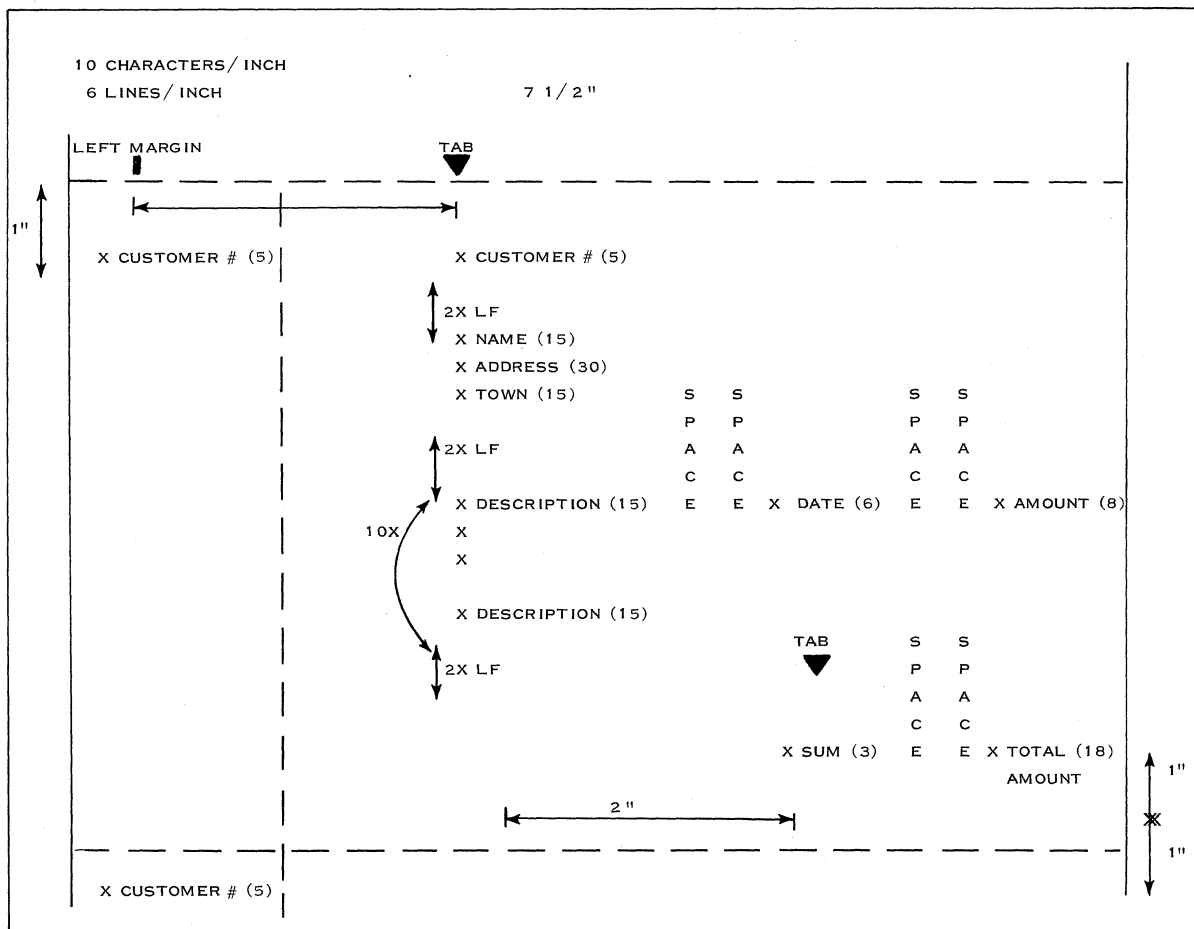 10 CHARACTERS/INCH
6 LINES/INCH 7 1/2"
LEFT MARGIN TAB
1"
X CUSTOMER # (5) X CUSTOMER # (5)
2X LF
X NAME (15)
X ADDRESS (30)
X TOWN (15) S S S S
P P P P
2X LF A A A A
C C C C
X DESCRIPTION (15) E E X DATE (6) E E X AMOUNT (8)
10X X
X
X DESCRIPTION (15)
TAB S S
2X LF P P
A A
C C
X SUM (3) E E X TOTAL (18)
1"
AMOUNT
2"
1"
X CUSTOMER # (5)